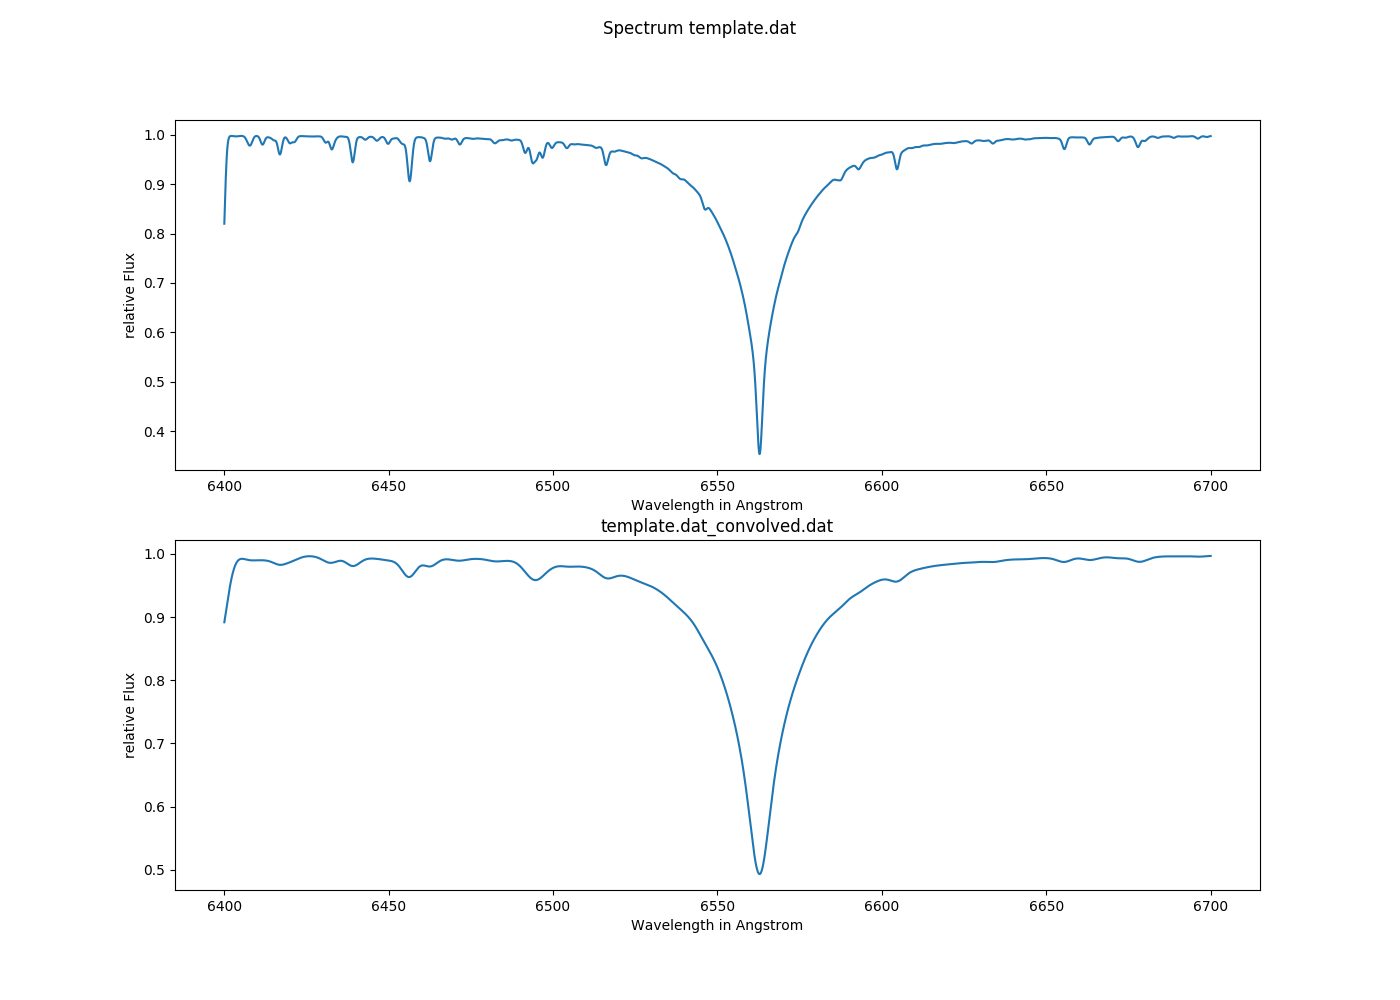 Spectrum template.dat
1.0
0.9
0.8
0.7
0.6
0.5
0.4
relative Flux
6400 6450 6500 6550 6600 6650 6700
Wavelength in Angstrom
template.dat_convolved.dat
1.0
0.9
0.8
0.7
0.6
0.5
relative Flux
6400 6450 6500 6550 6600 6650 6700
Wavelength in Angstrom